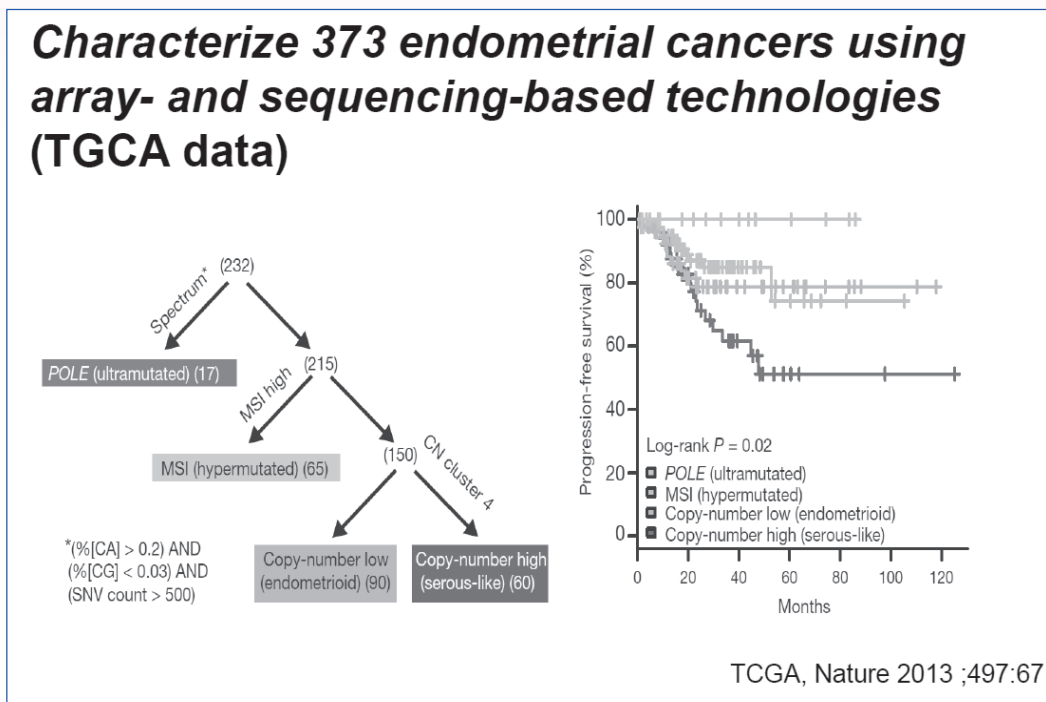 Characterize 373 endometrial cancers using
array- and sequencing-based technologies
(TGCA data)
(232)
Spectrum*
POLE (ultramutated) (17)
(215)
MSI high
MSI (hypermutated) (65)
(150)
CN cluster 4
Copy-number low
(endometrioid) (90)
Copy-number high
(serous-like) (60)
*(%[CA] > 0.2) AND
(%[CG] < 0.03) AND
(SNV count > 500)
Progression-free survival (%)
100
80
60
40
20
0
Log-rank P = 0.02
POLE (ultramutated)
MSI (hypermutated)
Copy-number low (endometrioid)
Copy-number high (serous-like)
0 20 40 60 80 100 120
Months
TCGA, Nature 2013 ;497:67